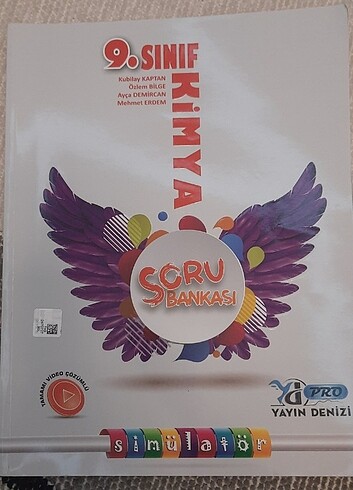 9. SINIF
Kubilay KAPTAN
Özlem BİLGE
Ayça DEMİRCAN
Mehmet ERDEM
KİMYA
SORU
BANKASI
TAMAMI VİDEO ÇÖZÜMLÜ
YD PRO
YAYIN DENİZİ
simülatör